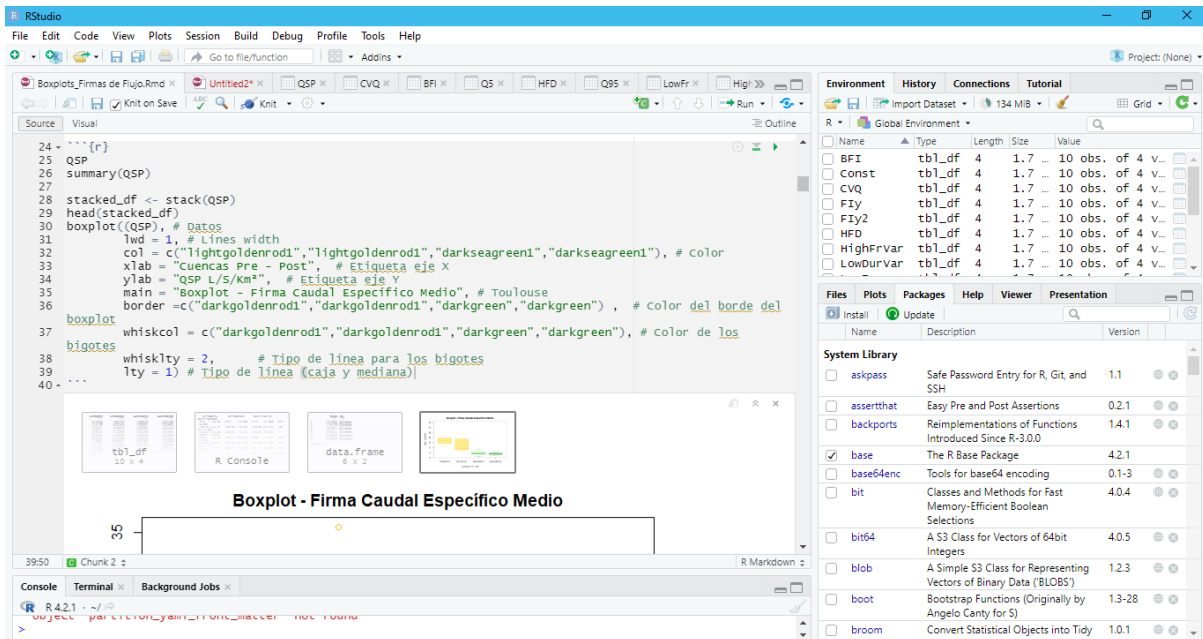 RStudio
File Edit Code View Plots Session Build Debug Profile Tools Help
Go to file/function Addins Project: (None)
Boxplots_Firmas de Flujo.Rmd Untitled2* QSP CVQ BFI Q5 HFD Q95 LowFr High
Knit on Save Knit Run
Source Visual Outline
24 ```{r}
25 QSP
26 summary(QSP)
27
28 stacked_df <- stack(QSP)
29 head(stacked_df)
30 boxplot((QSP), # Datos
31 lwd = 1, # Lines width
32 col = c("lightgoldenrod1","lightgoldenrod1","darkseagreen1","darkseagreen1"), # Color
33 xlab = "Cuencas Pre - Post", # Etiqueta eje X
34 ylab = "QSP L/S/Km²", # Etiqueta eje Y
35 main = "Boxplot - Firma Caudal Específico Medio", # Toulouse
36 border =c("darkgoldenrod1","darkgoldenrod1","darkgreen","darkgreen") , # Color del borde del
boxplot
37 whiskcol = c("darkgoldenrod1","darkgoldenrod1","darkgreen","darkgreen"), # Color de los
bigotes
38 whisklty = 2, # Tipo de línea para los bigotes
39 lty = 1) # Tipo de línea (caja y mediana)
40 ```
tbl_df
10 x 4
R Console
data.frame
6 x 2
Boxplot - Firma Caudal Específico Medio
35
39:50 Chunk 2 R Markdown
Console Terminal Background Jobs
R 4.2.1 · ~/
>
Environment History Connections Tutorial
Import Dataset 134 MiB Grid
R Global Environment
Name Type Length Size Value
BFI tbl_df 4 1.7 … 10 obs. of 4 v…
Const tbl_df 4 1.7 … 10 obs. of 4 v…
CVQ tbl_df 4 1.7 … 10 obs. of 4 v…
FIy tbl_df 4 1.7 … 10 obs. of 4 v…
FIy2 tbl_df 4 1.7 … 10 obs. of 4 v…
HFD tbl_df 4 1.7 … 10 obs. of 4 v…
HighFrVar tbl_df 4 1.7 … 10 obs. of 4 v…
LowDurVar tbl_df 4 1.7 … 10 obs. of 4 v…
Files Plots Packages Help Viewer Presentation
Install Update
Name Description Version
System Library
askpass Safe Password Entry for R, Git, and 1.1
SSH
assertthat Easy Pre and Post Assertions 0.2.1
backports Reimplementations of Functions 1.4.1
Introduced Since R-3.0.0
base The R Base Package 4.2.1
base64enc Tools for base64 encoding 0.1-3
bit Classes and Methods for Fast 4.0.4
Memory-Efficient Boolean
Selections
bit64 A S3 Class for Vectors of 64bit 4.0.5
Integers
blob A Simple S3 Class for Representing 1.2.3
Vectors of Binary Data ('BLOBS')
boot Bootstrap Functions (Originally by 1.3-28
Angelo Canty for S)
broom Convert Statistical Objects into Tidy 1.0.1